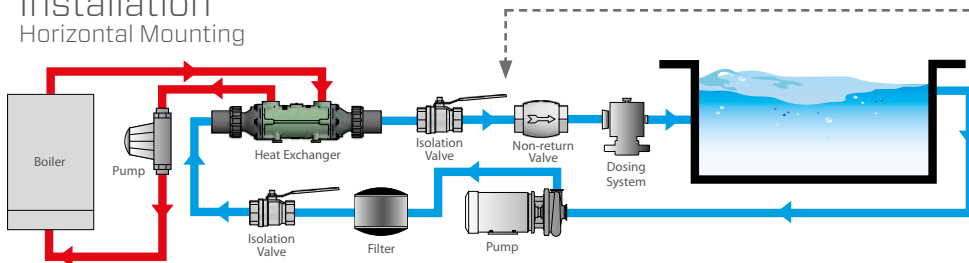 Installation
Horizontal Mounting
Boiler
Pump
Heat Exchanger
Isolation
Valve
Non-return
Valve
Dosing
System
Isolation
Valve
Filter
Pump